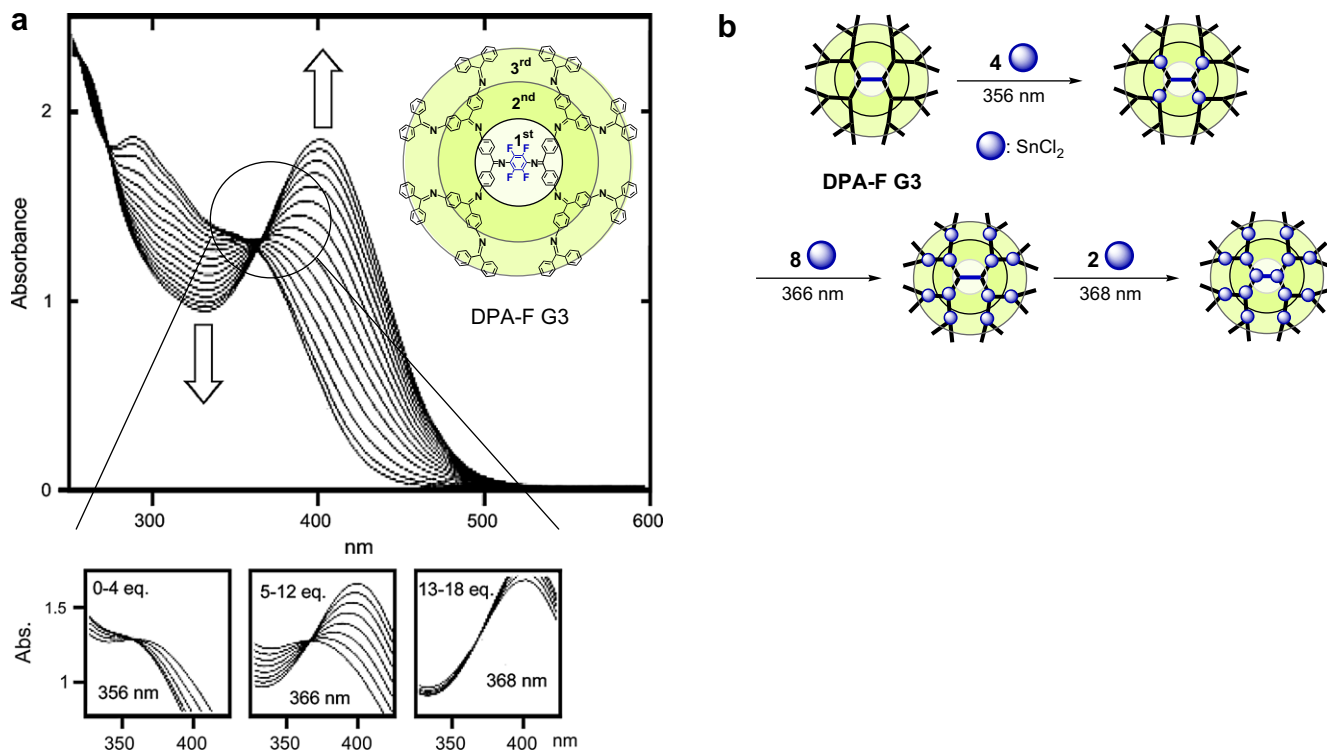 a
2
1
0
Absorbance
300
400
500
600
nm
3rd
2nd
1st
F F
F F
N N
N N
N N
N N
N N
N N
N N
DPA-F G3
0-4 eq.
356 nm
5-12 eq.
366 nm
13-18 eq.
368 nm
1.5
1
Abs.
350 400
350 400
350 400 nm
b
4
356 nm
: SnCl2
DPA-F G3
8
366 nm
2
368 nm